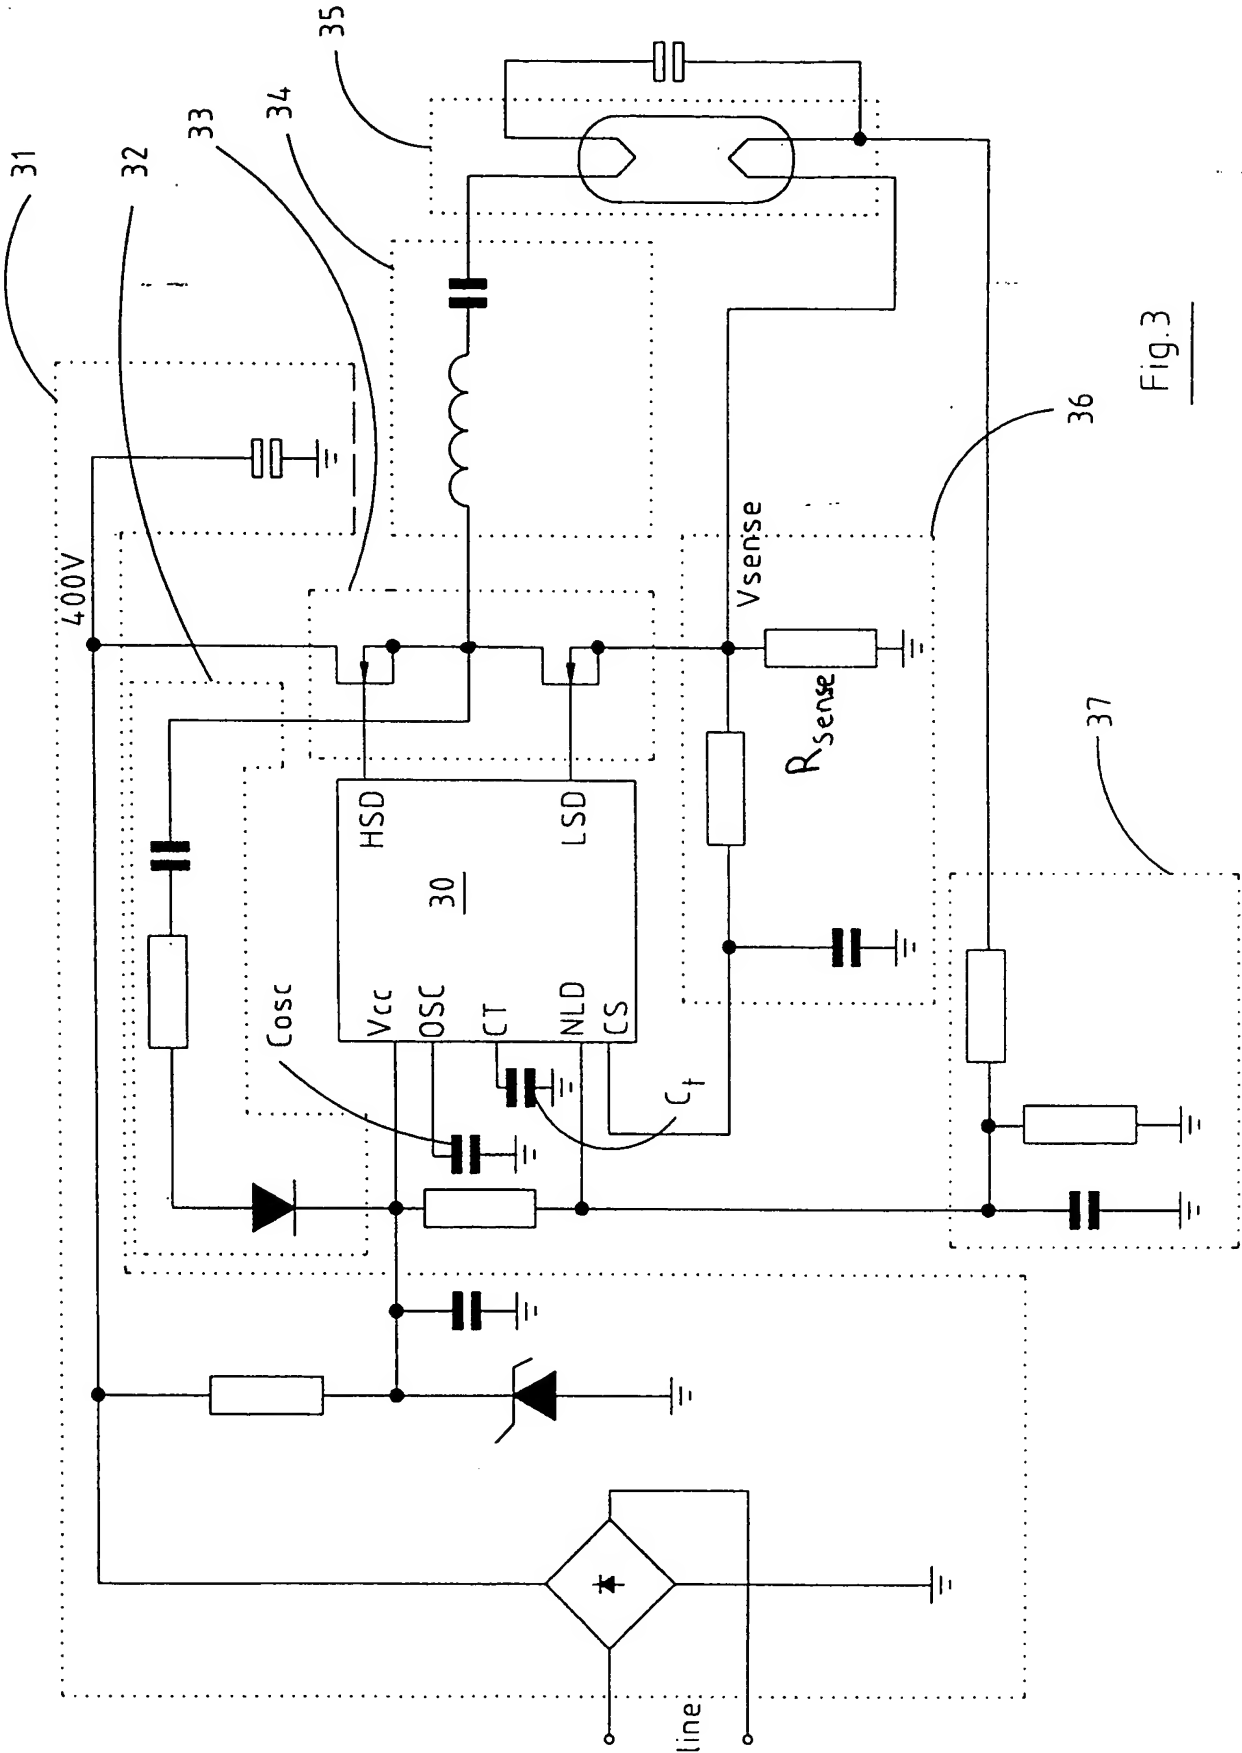 31
32
33
34
35
400V
Cosc
Vcc
OSC
CT
NLD
CS
HSD
LSD
30
Ct
Vsense
Rsense
36
37
line
Fig.3